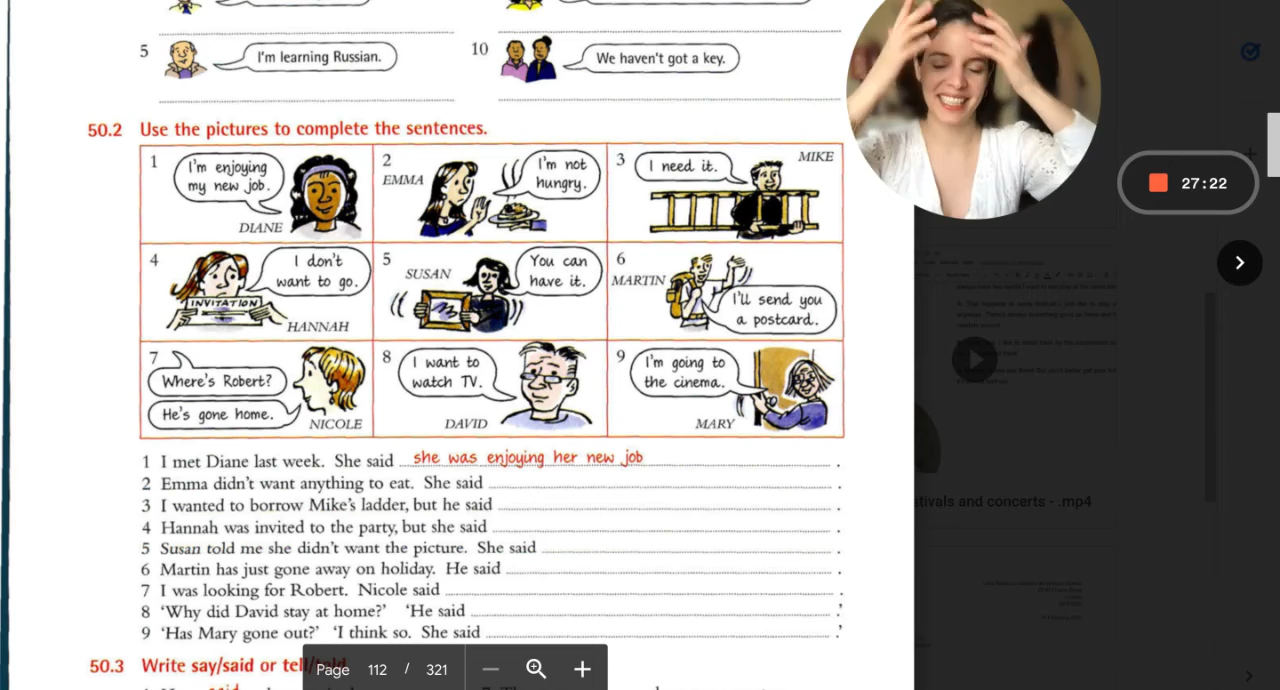 5 I'm learning Russian.
10 We haven't got a key.
50.2 Use the pictures to complete the sentences.
1
I'm enjoying
my new job.
DIANE
2
EMMA
I'm not
hungry.
3
I need it.
MIKE
4
I don't
want to go.
INVITATION
HANNAH
5
SUSAN
You can
have it.
6
MARTIN
I'll send you
a postcard.
7
Where's Robert?
He's gone home.
NICOLE
8
I want to
watch TV.
DAVID
9
I'm going to
the cinema.
MARY
1 I met Diane last week. She said she was enjoying her new job.
2 Emma didn't want anything to eat. She said .
3 I wanted to borrow Mike's ladder, but he said .
4 Hannah was invited to the party, but she said .
5 Susan told me she didn't want the picture. She said .
6 Martin has just gone away on holiday. He said .
7 I was looking for Robert. Nicole said .
8 'Why did David stay at home?' 'He said .'
9 'Has Mary gone out?' 'I think so. She said .'
50.3 Write say/said or tell/told.
Page 112 / 321
27:22
stivals and concerts - .mp4